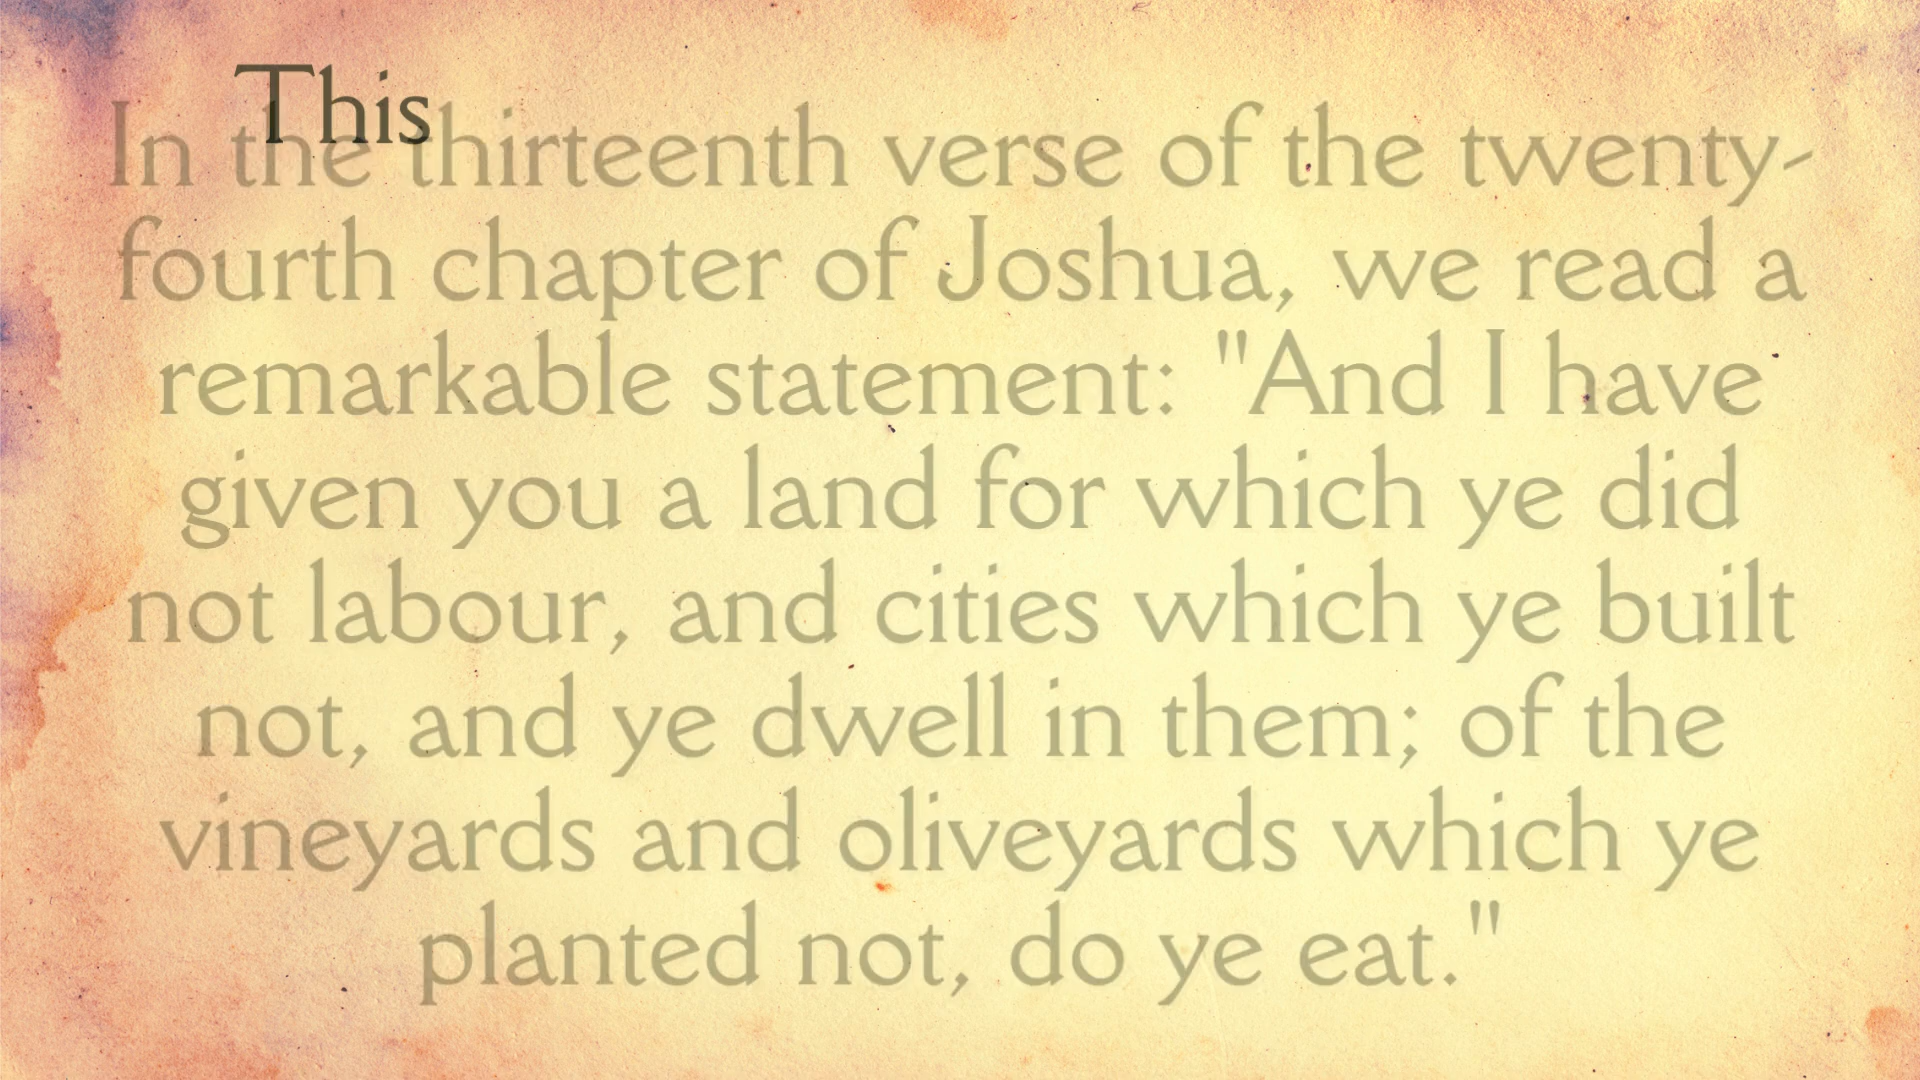 This
In the thirteenth verse of the twenty-
fourth chapter of Joshua, we read a
remarkable statement: "And I have
given you a land for which ye did
not labour, and cities which ye built
not, and ye dwell in them; of the
vineyards and oliveyards which ye
planted not, do ye eat."